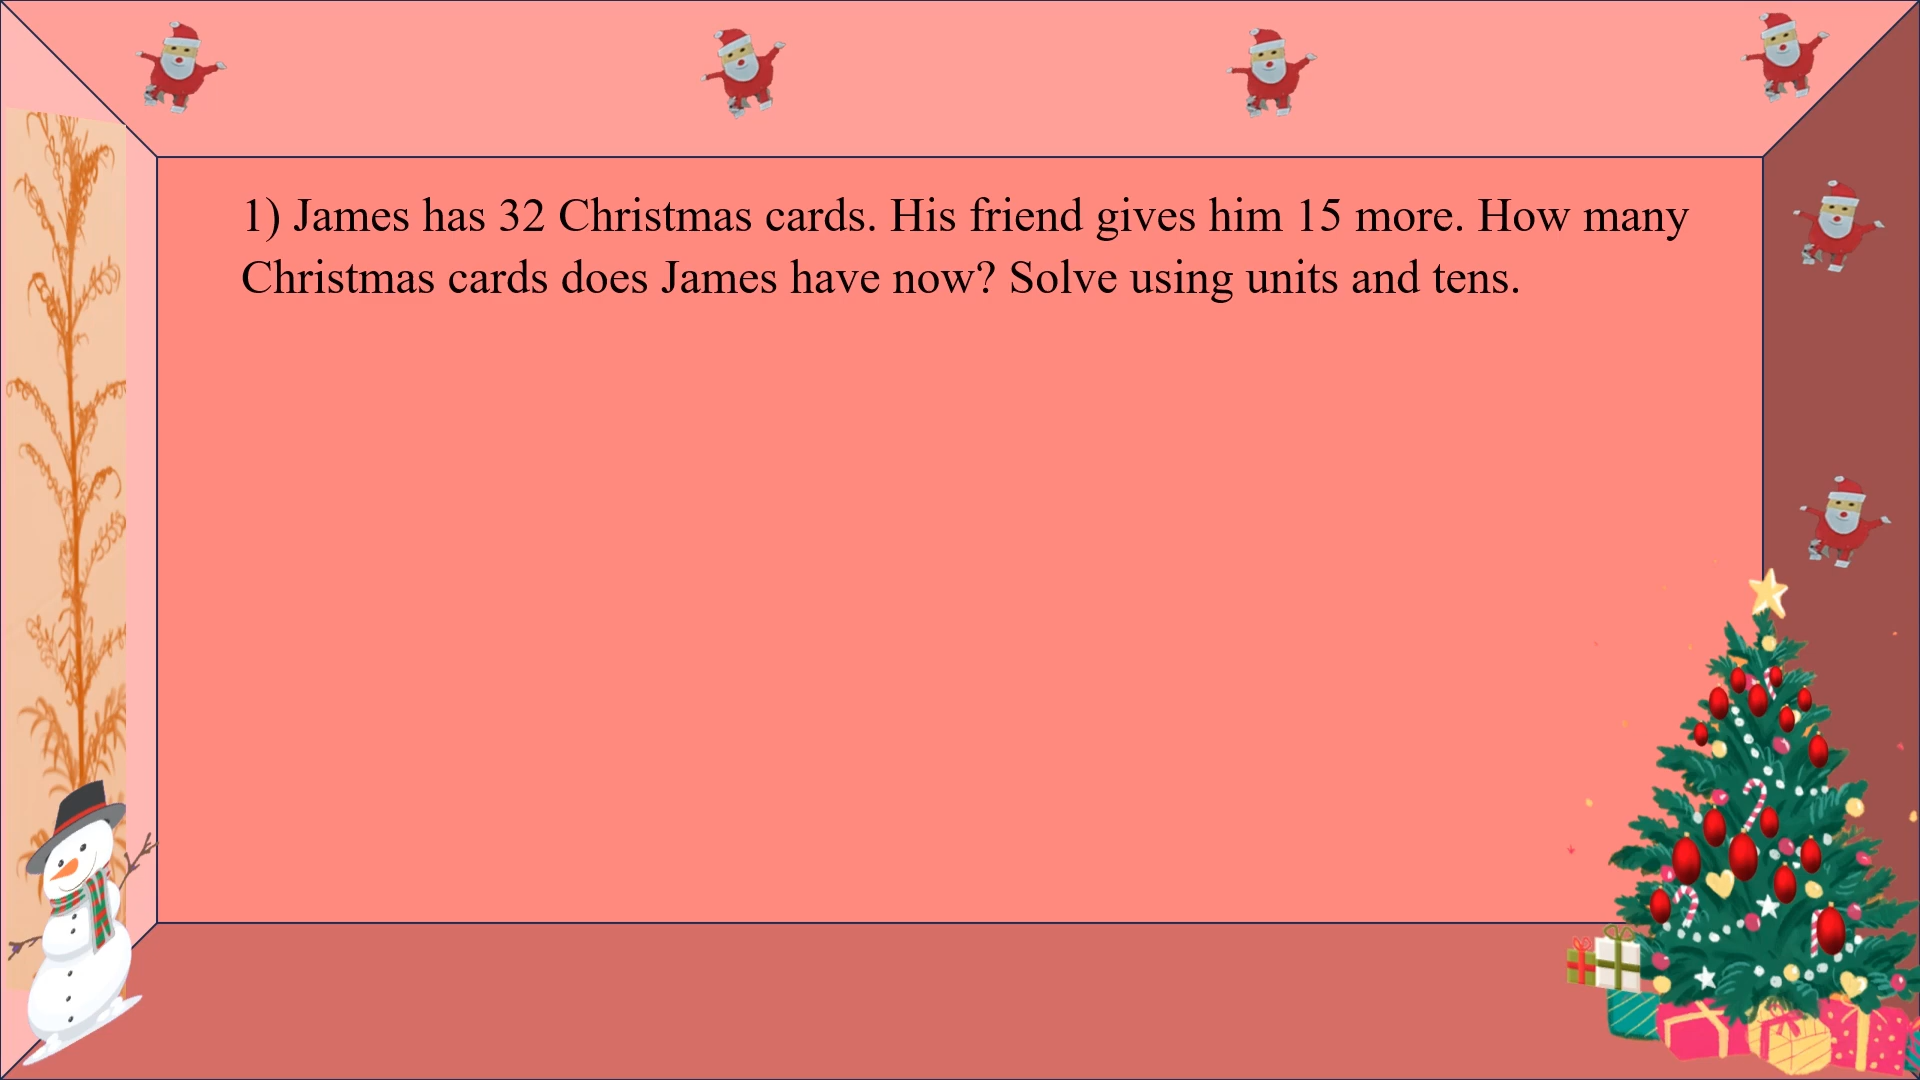 1) James has 32 Christmas cards. His friend gives him 15 more. How many
Christmas cards does James have now? Solve using units and tens.